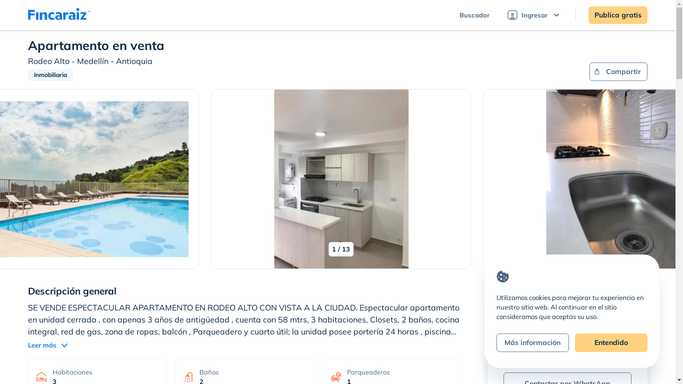 Fincaraiz
Buscador
Ingresar
Publica gratis
Apartamento en venta
Rodeo Alto - Medellín - Antioquia
Inmobiliaria
Compartir
1 / 13
Descripción general
SE VENDE ESPECTACULAR APARTAMENTO EN RODEO ALTO CON VISTA A LA CIUDAD. Espectacular apartamento
en unidad cerrada , con apenas 3 años de antigüedad , cuenta con 58 mtrs, 3 habitaciones, Closets, 2 baños, cocina
integral, red de gas, zona de ropas, balcón , Parqueadero y cuarto útil; la unidad posee portería 24 horas , piscina...
Leer más
Habitaciones
3
Baños
2
Parqueaderos
1
Utilizamos cookies para mejorar tu experiencia en
nuestro sitio web. Al continuar en el sitio
consideramos que aceptas su uso.
Más información
Entendido
Contactar por WhatsApp